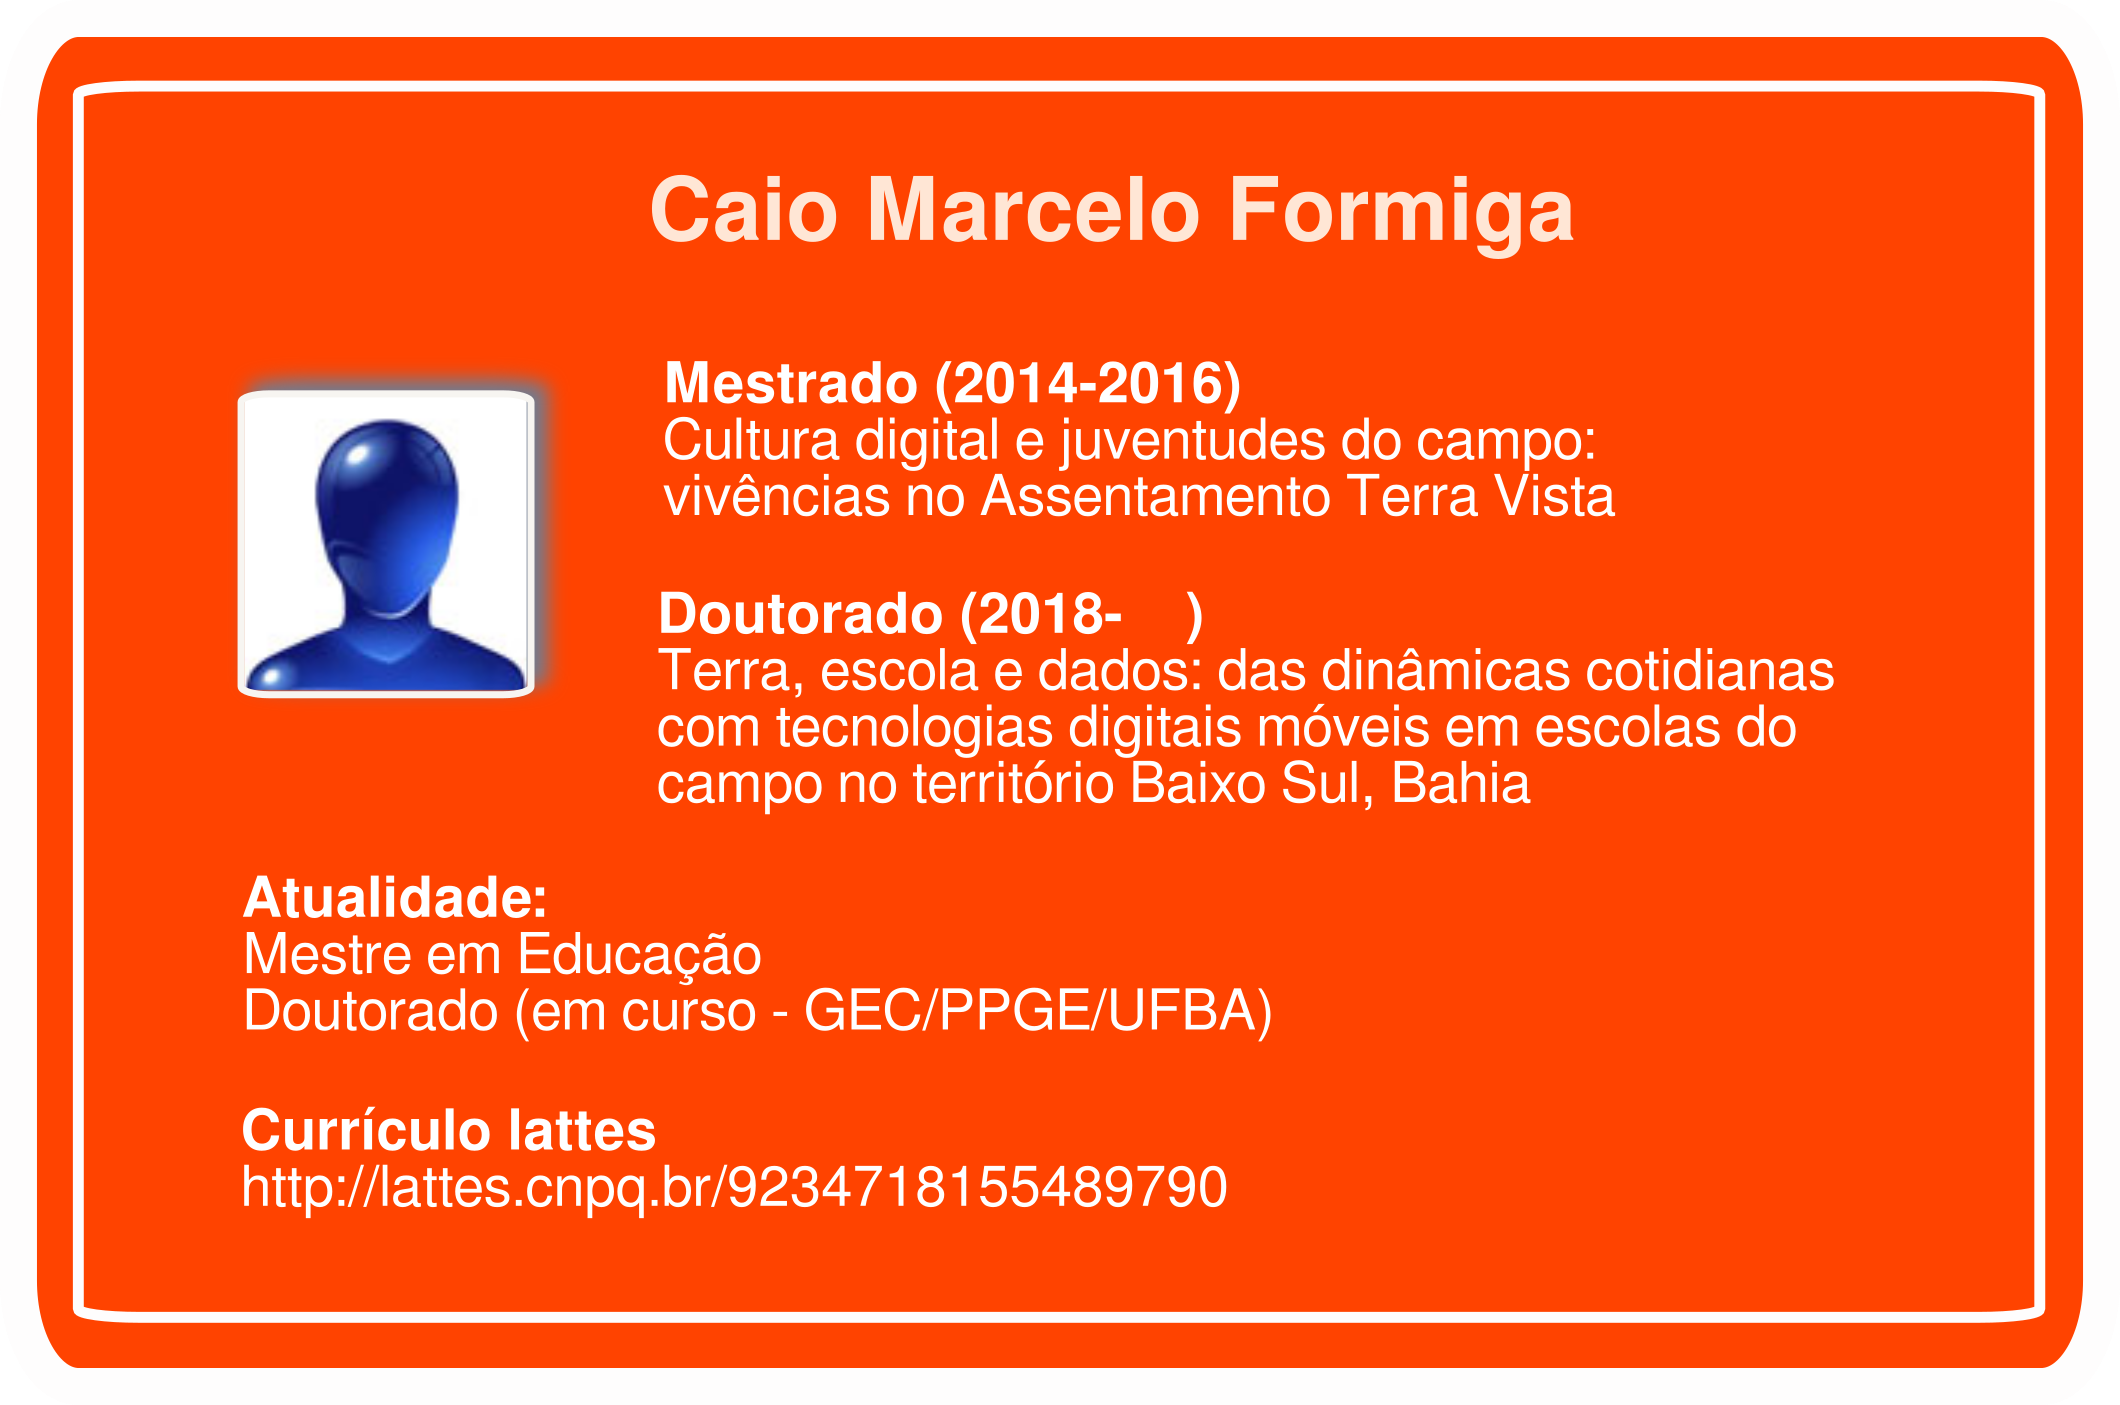 Caio Marcelo Formiga
Mestrado (2014-2016)
Cultura digital e juventudes do campo:
vivências no Assentamento Terra Vista
Doutorado (2018-    )
Terra, escola e dados: das dinâmicas cotidianas
com tecnologias digitais móveis em escolas do
campo no território Baixo Sul, Bahia
Atualidade:
Mestre em Educação
Doutorado (em curso - GEC/PPGE/UFBA)
Currículo lattes
http://lattes.cnpq.br/9234718155489790